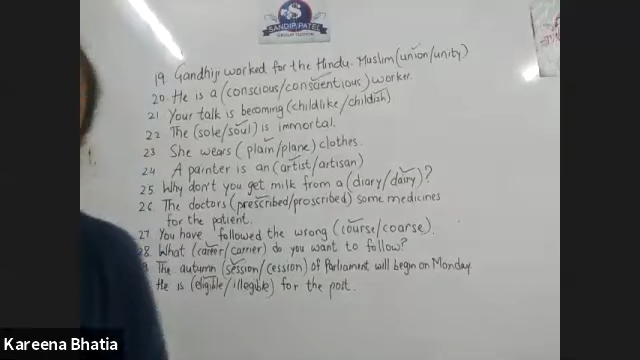 SANDIP PATEL
19. Gandhiji worked for the Hindu-Muslim (union/unity)
20. He is a (conscious/conscientious) worker.
21. Your talk is becoming (childlike/childish)
22 The (sole/soul) is immortal.
23 She wears (plain/plane) clothes.
24 A painter is an (artist/artisan)
25 Why don't you get milk from a (diary/dairy)?
26. The doctors (prescribed/proscribed) some medicines
for the patient.
27. You have followed the wrong (course/coarse).
28. What (career/carrier) do you want to follow?
The autumn (session/cession) of Parliament will begin on Monday
He is (eligible/illegible) for the post.
Kareena Bhatia